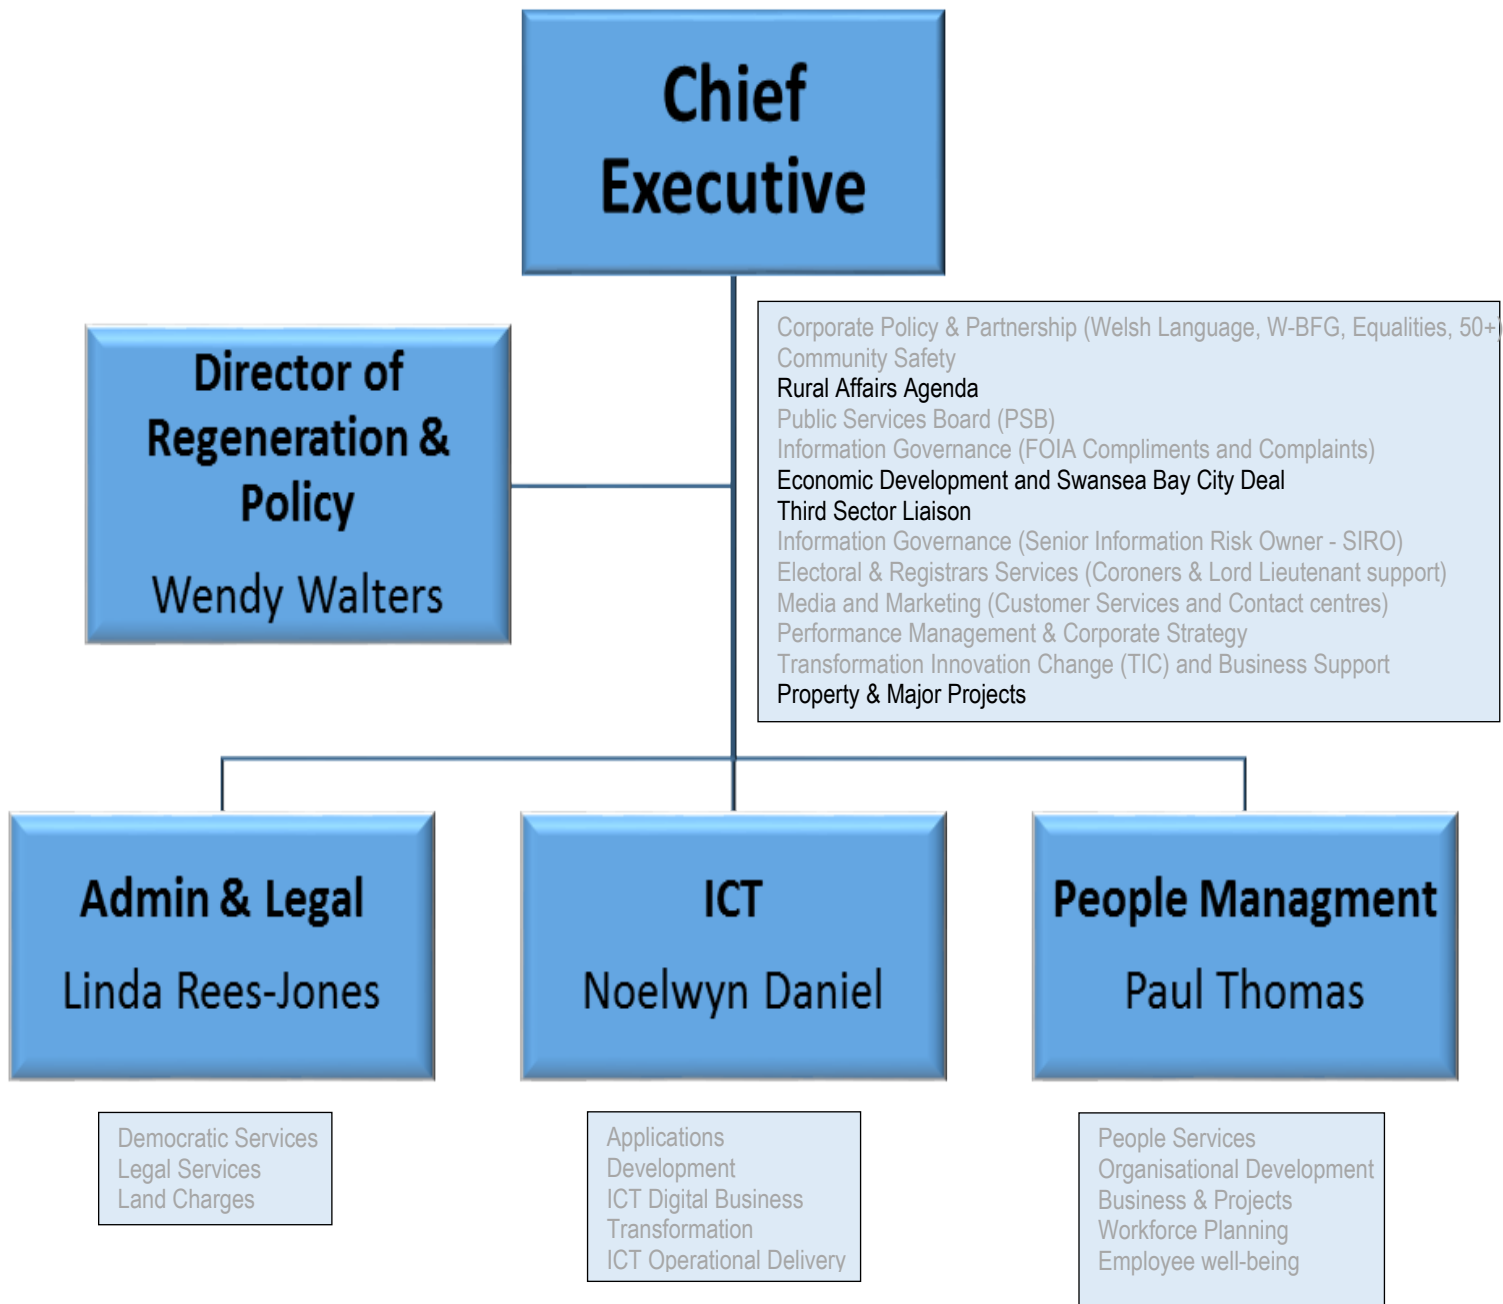 Chief
Executive
Director of
Regeneration &
Policy
Wendy Walters
Corporate Policy & Partnership (Welsh Language, W-BFG, Equalities, 50+)
Community Safety
Rural Affairs Agenda
Public Services Board (PSB)
Information Governance (FOIA Compliments and Complaints)
Economic Development and Swansea Bay City Deal
Third Sector Liaison
Information Governance (Senior Information Risk Owner - SIRO)
Electoral & Registrars Services (Coroners & Lord Lieutenant support)
Media and Marketing (Customer Services and Contact centres)
Performance Management & Corporate Strategy
Transformation Innovation Change (TIC) and Business Support
Property & Major Projects
Admin & Legal
Linda Rees-Jones
ICT
Noelwyn Daniel
People Managment
Paul Thomas
Democratic Services
Legal Services
Land Charges
Applications
Development
ICT Digital Business
Transformation
ICT Operational Delivery
People Services
Organisational Development
Business & Projects
Workforce Planning
Employee well-being